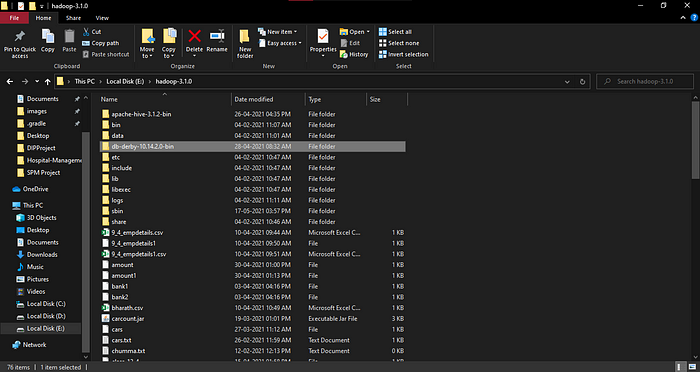 hadoop-3.1.0
File Home Share View
Pin to Quick access Copy Paste Cut Copy path Paste shortcut Move to Copy to Delete Rename New folder New item Easy access Properties Open Edit History Select all Select none Invert selection
Clipboard Organize New Open Select
This PC Local Disk (E:) hadoop-3.1.0 Search hadoop-3.1.0
Name Date modified Type Size
Documents
images
.gradle
Desktop
DIPProject
Hospital-Managem
SPM Project
OneDrive
This PC
3D Objects
Desktop
Documents
Downloads
Music
Pictures
Videos
Local Disk (C:)
Local Disk (D:)
Local Disk (E:)
Network
apache-hive-3.1.2-bin 26-04-2021 04:35 PM File folder
bin 04-02-2021 11:07 AM File folder
data 04-02-2021 11:01 AM File folder
db-derby-10.14.2.0-bin 28-04-2021 08:32 AM File folder
etc 04-02-2021 10:47 AM File folder
include 04-02-2021 10:47 AM File folder
lib 04-02-2021 10:47 AM File folder
libexec 04-02-2021 10:47 AM File folder
logs 04-02-2021 11:11 AM File folder
sbin 17-05-2021 03:57 PM File folder
share 04-02-2021 10:46 AM File folder
9_4_empdetails.csv 10-04-2021 09:44 AM Microsoft Excel C... 1 KB
9_4_empdetails1 10-04-2021 09:50 AM File 1 KB
9_4_empdetails1.csv 10-04-2021 09:51 AM Microsoft Excel C... 1 KB
amount 30-04-2021 01:00 PM File 1 KB
amount1 30-04-2021 01:13 PM File 1 KB
bank1 03-04-2021 04:16 PM File 1 KB
bank2 03-04-2021 04:16 PM File 1 KB
bharath.csv 10-04-2021 10:49 AM Microsoft Excel C... 1 KB
carcount.jar 19-03-2021 01:01 PM Executable Jar File 3 KB
cars 27-03-2021 11:12 AM File 1 KB
cars.txt 26-02-2021 11:59 AM Text Document 1 KB
chumma.txt 12-02-2021 12:13 PM Text Document 1 KB
76 items 1 item selected